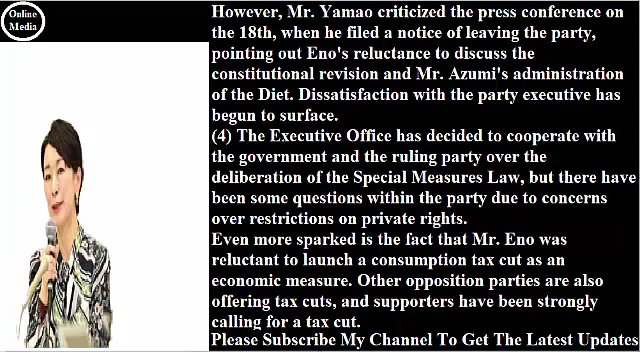 Online
Media
However, Mr. Yamao criticized the press conference on
the 18th, when he filed a notice of leaving the party,
pointing out Eno's reluctance to discuss the
constitutional revision and Mr. Azumi's administration
of the Diet. Dissatisfaction with the party executive has
begun to surface.
(4) The Executive Office has decided to cooperate with
the government and the ruling party over the
deliberation of the Special Measures Law, but there have
been some questions within the party due to concerns
over restrictions on private rights.
Even more sparked is the fact that Mr. Eno was
reluctant to launch a consumption tax cut as an
economic measure. Other opposition parties are also
offering tax cuts, and supporters have been strongly
calling for a tax cut.
Please Subscribe My Channel To Get The Latest Updates